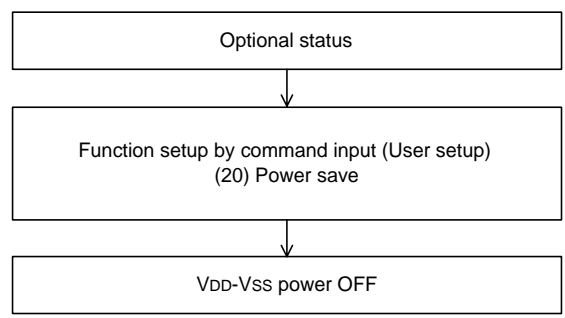 Optional status
Function setup by command input (User setup)
(20) Power save
VDD-VSS power OFF